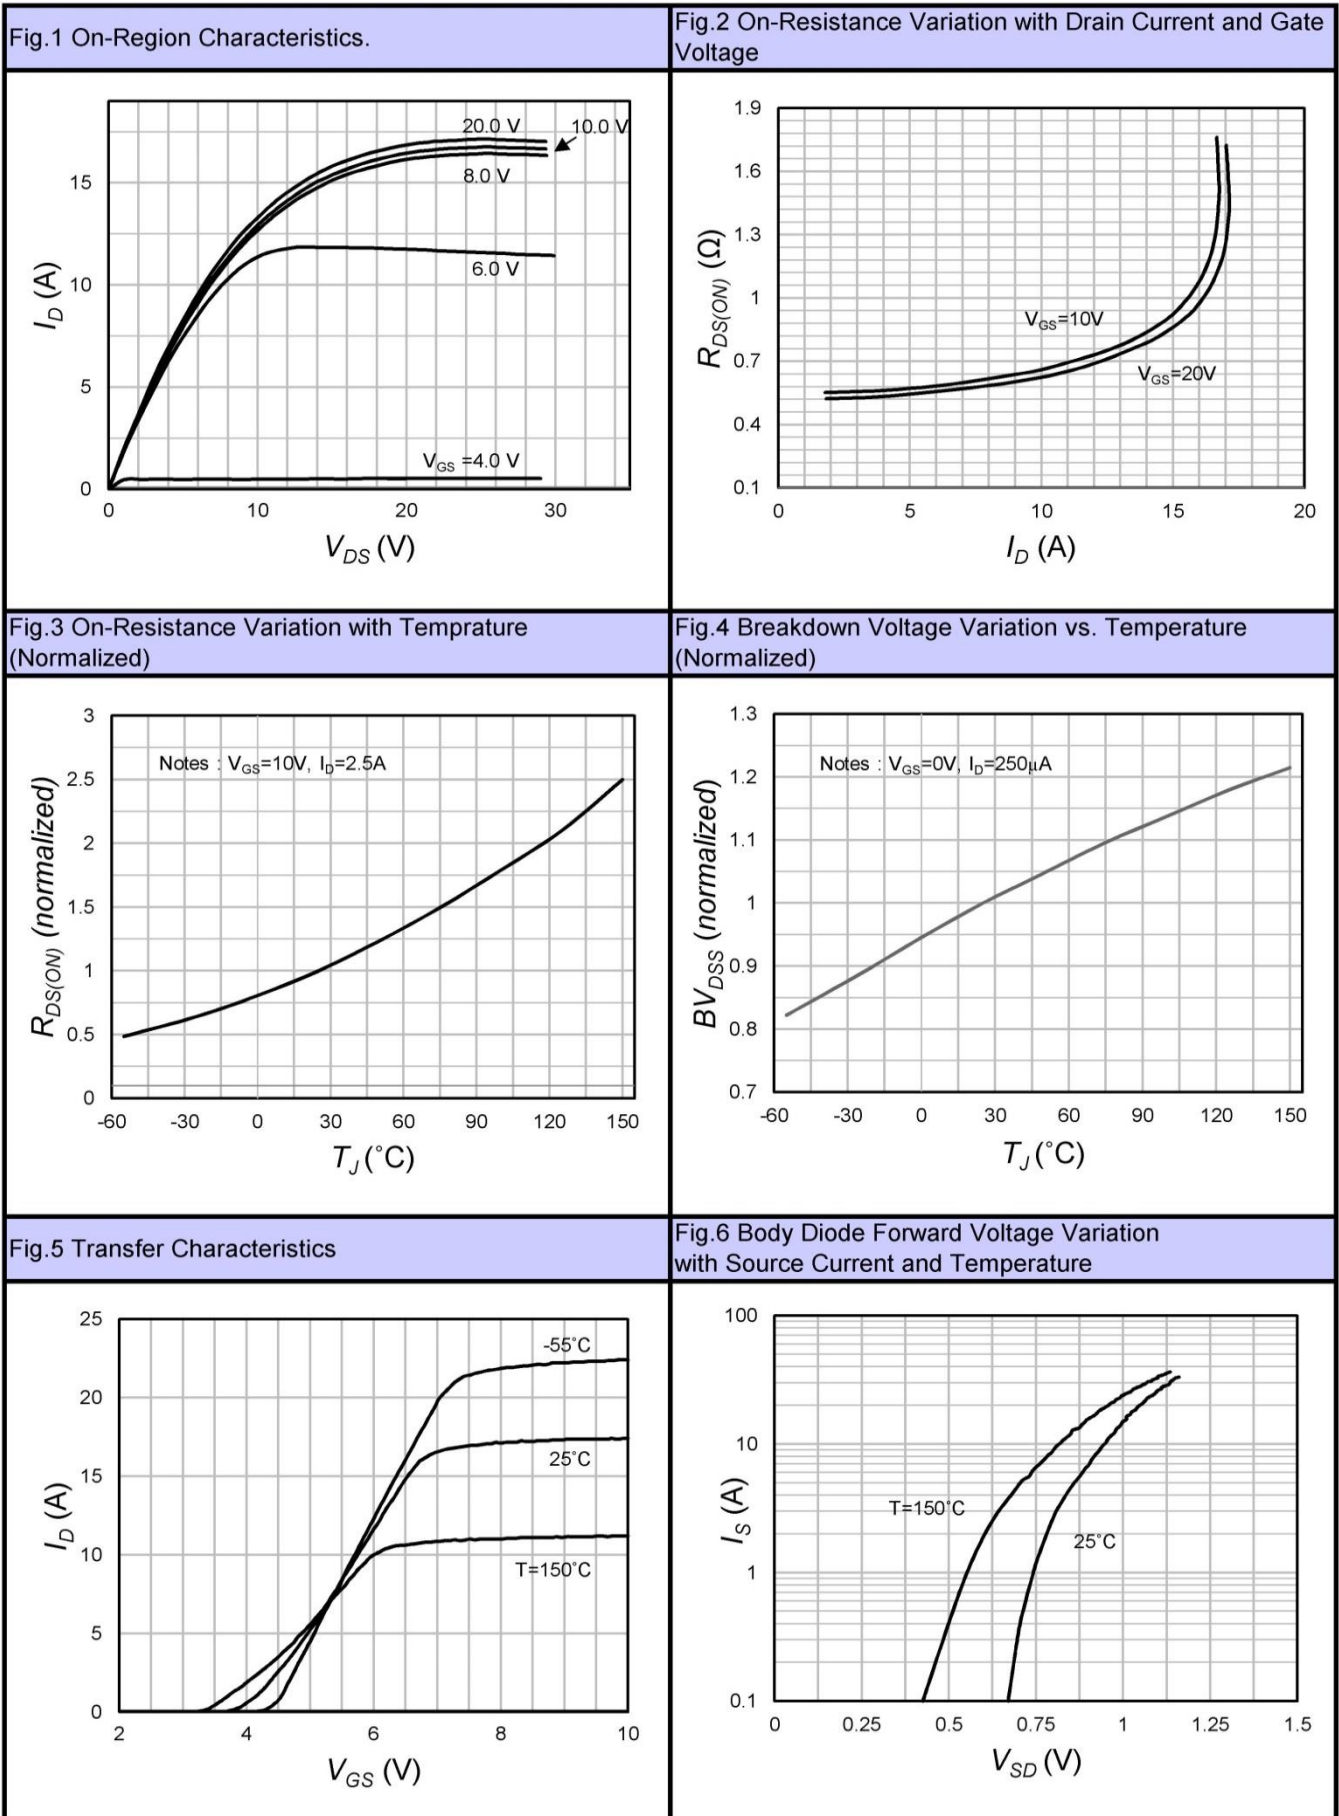 Fig.1 On-Region Characteristics.
20.0 V
10.0 V
8.0 V
6.0 V
V_GS =4.0 V
15
10
5
0
0 10 20 30
I_D (A)
V_DS (V)
Fig.2 On-Resistance Variation with Drain Current and Gate
Voltage
1.9
1.6
1.3
1
0.7
0.4
0.1
V_GS=10V
V_GS=20V
0 5 10 15 20
R_DS(ON) (Ω)
I_D (A)
Fig.3 On-Resistance Variation with Temprature
(Normalized)
3
2.5
2
1.5
1
0.5
0
Notes : V_GS=10V, I_D=2.5A
-60 -30 0 30 60 90 120 150
R_DS(ON) (normalized)
T_J (˚C)
Fig.4 Breakdown Voltage Variation vs. Temperature
(Normalized)
1.3
1.2
1.1
1
0.9
0.8
0.7
Notes : V_GS=0V, I_D=250µA
-60 -30 0 30 60 90 120 150
BV_DSS (normalized)
T_J (˚C)
Fig.5 Transfer Characteristics
25
20
15
10
5
0
-55˚C
25˚C
T=150˚C
2 4 6 8 10
I_D (A)
V_GS (V)
Fig.6 Body Diode Forward Voltage Variation
with Source Current and Temperature
100
10
1
0.1
T=150˚C
25˚C
0 0.25 0.5 0.75 1 1.25 1.5
I_S (A)
V_SD (V)